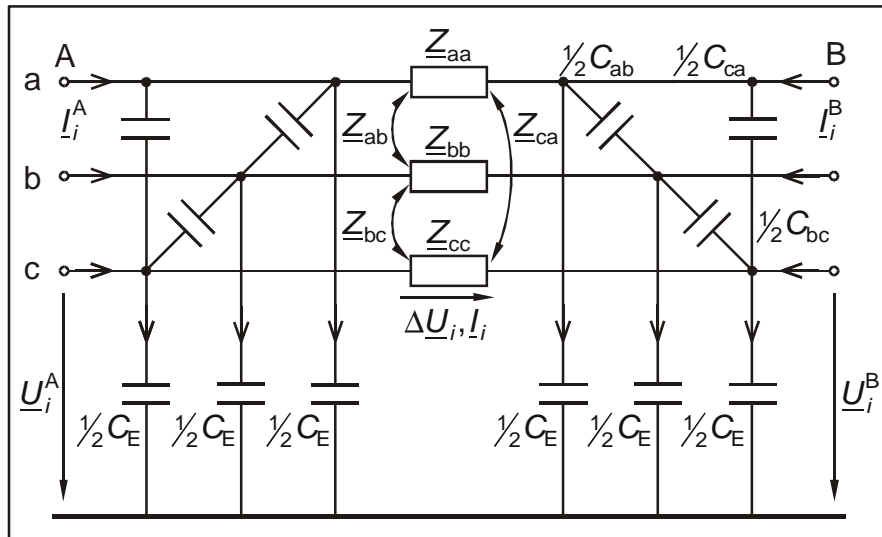 A Z_aa ½C_ab ½C_ca B
a
I_i^A Z_ab Z_ca I_i^B
b Z_bb
Z_bc ½C_bc
c Z_cc
ΔU_i, I_i
U_i^A U_i^B
½C_E ½C_E ½C_E ½C_E ½C_E ½C_E